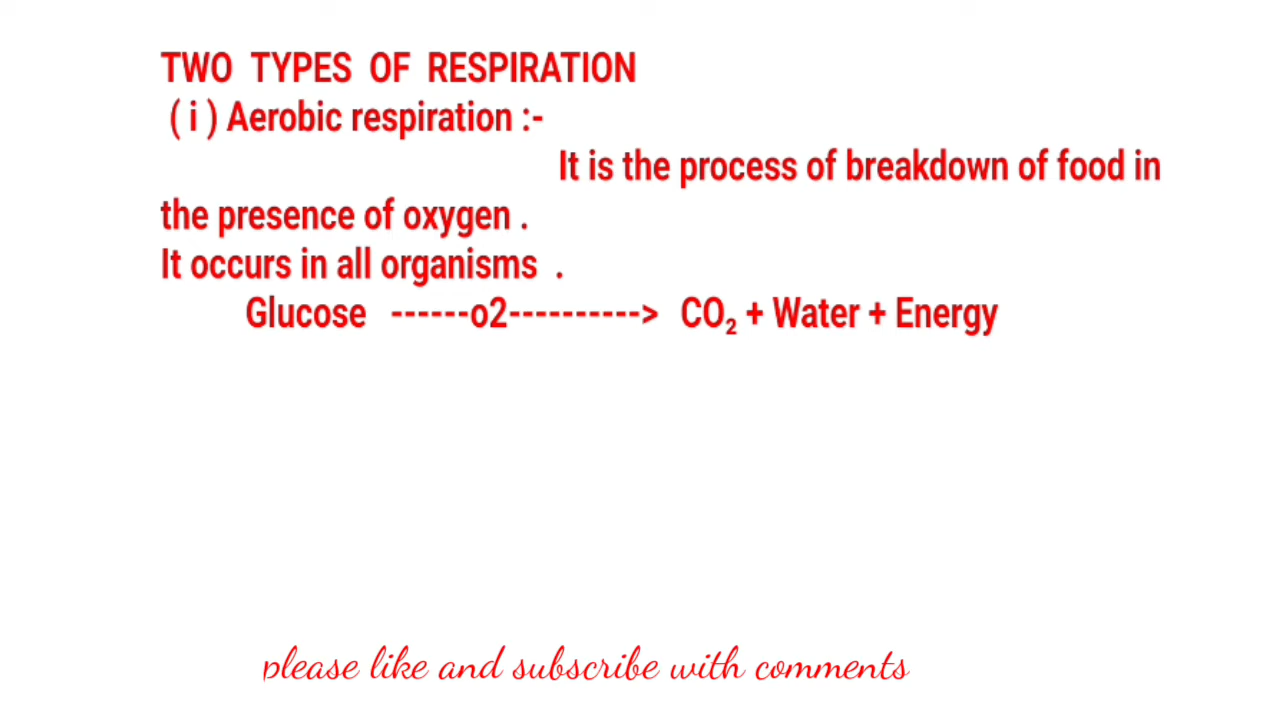 TWO TYPES OF RESPIRATION
( i ) Aerobic respiration :-
It is the process of breakdown of food in
the presence of oxygen .
It occurs in all organisms .
Glucose ------o2----------> CO₂ + Water + Energy
please like and subscribe with comments